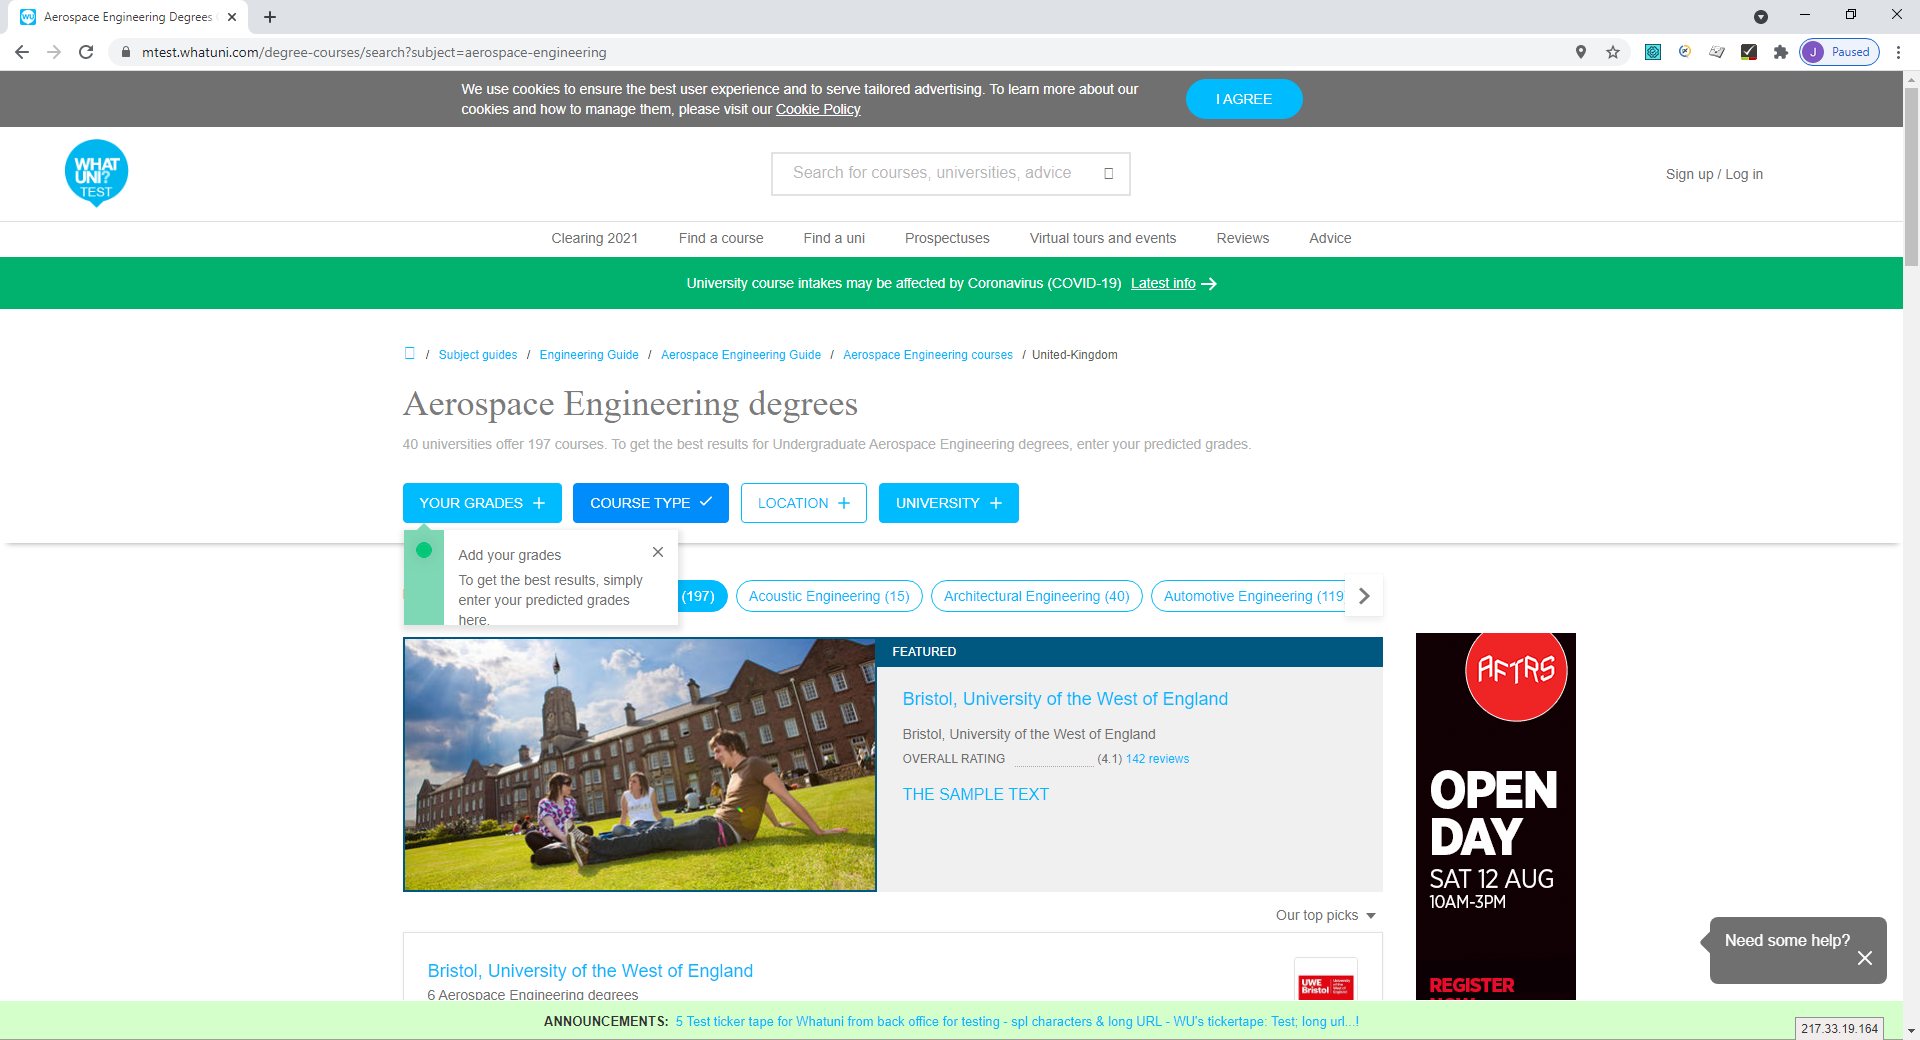 Aerospace Engineering Degrees
mtest.whatuni.com/degree-courses/search?subject=aerospace-engineering
J Paused
We use cookies to ensure the best user experience and to serve tailored advertising. To learn more about our
cookies and how to manage them, please visit our Cookie Policy
I AGREE
WHAT
UNI?
TEST
Search for courses, universities, advice
Sign up / Log in
Clearing 2021 Find a course Find a uni Prospectuses Virtual tours and events Reviews Advice
University course intakes may be affected by Coronavirus (COVID-19) Latest info
/ Subject guides / Engineering Guide / Aerospace Engineering Guide / Aerospace Engineering courses / United-Kingdom
Aerospace Engineering degrees
40 universities offer 197 courses. To get the best results for Undergraduate Aerospace Engineering degrees, enter your predicted grades.
YOUR GRADES + COURSE TYPE LOCATION + UNIVERSITY +
Add your grades
To get the best results, simply
enter your predicted grades
here.
(197) Acoustic Engineering (15) Architectural Engineering (40) Automotive Engineering (119
FEATURED
Bristol, University of the West of England
Bristol, University of the West of England
OVERALL RATING (4.1) 142 reviews
THE SAMPLE TEXT
AFTRS
OPEN
DAY
SAT 12 AUG
10AM-3PM
REGISTER
Our top picks
Bristol, University of the West of England
6 Aerospace Engineering degrees
UWE
Bristol
Need some help?
ANNOUNCEMENTS: 5 Test ticker tape for Whatuni from back office for testing - spl characters & long URL - WU's tickertape: Test; long url...!
217.33.19.164